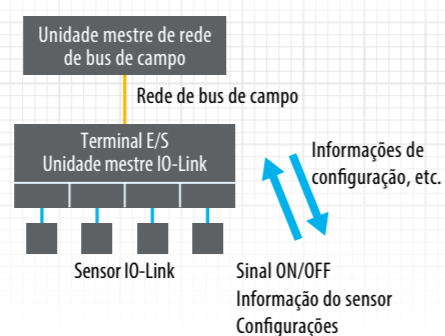 Unidade mestre de rede
de bus de campo
Rede de bus de campo
Terminal E/S
Unidade mestre IO-Link
Informações de
configuração, etc.
Sensor IO-Link
Sinal ON/OFF
Informação do sensor
Configurações